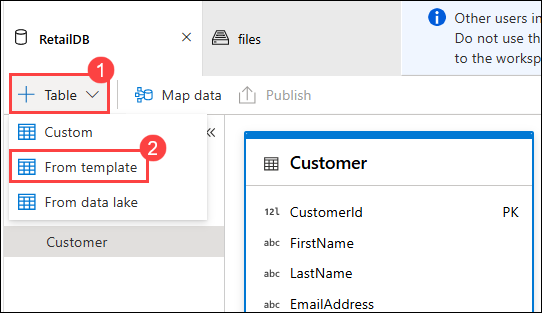 RetailDB
files
Other users in
Do not use th
to the worksp
1
Table
Map data
Publish
Custom
2
From template
From data lake
Customer
Customer
12l CustomerId PK
abc FirstName
abc LastName
abc EmailAddress